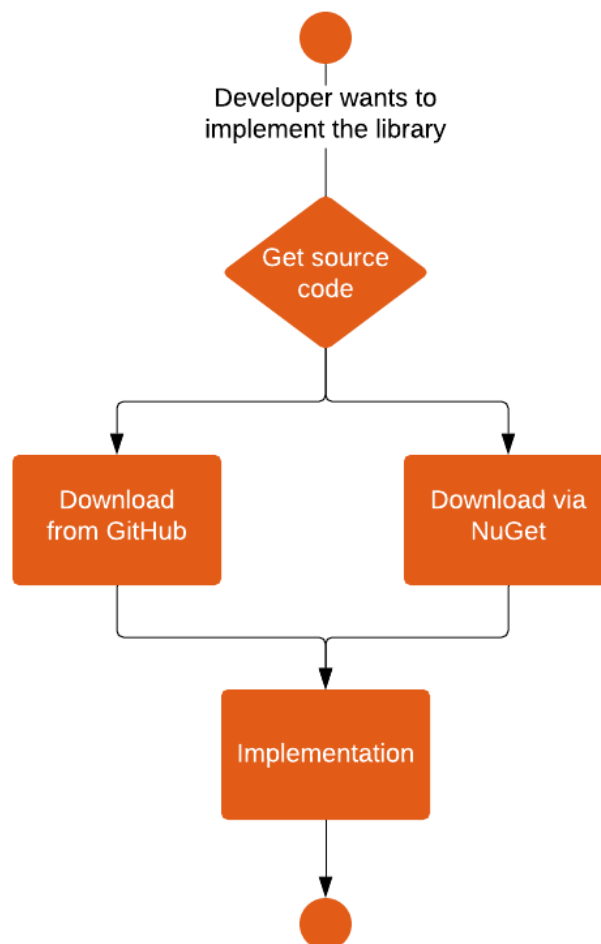 Developer wants to
implement the library
Get source
code
Download
from GitHub
Download via
NuGet
Implementation